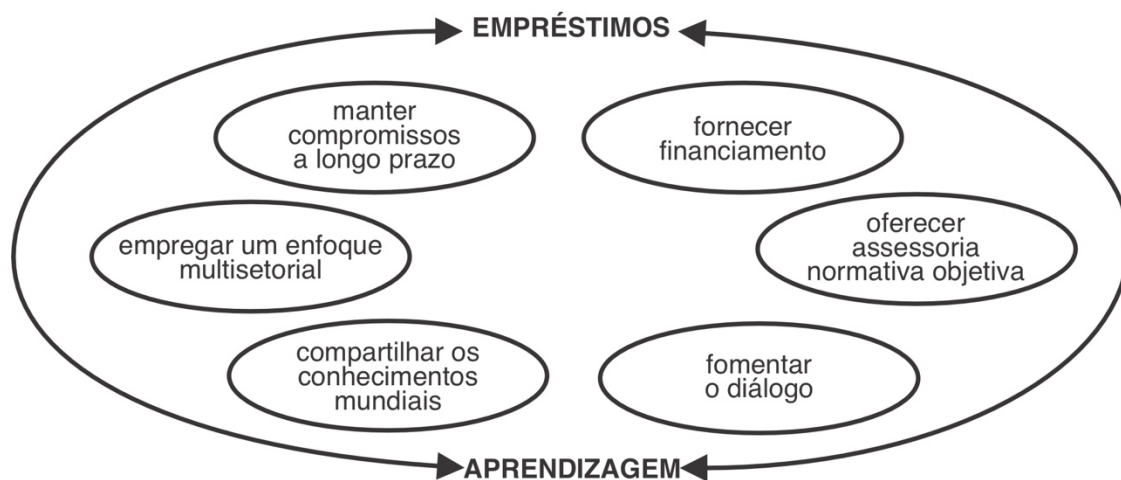 EMPRÉSTIMOS
manter
compromissos
a longo prazo
fornecer
financiamento
empregar um enfoque
multisetorial
oferecer
assessoria
normativa objetiva
compartilhar os
conhecimentos
mundiais
fomentar
o diálogo
APRENDIZAGEM